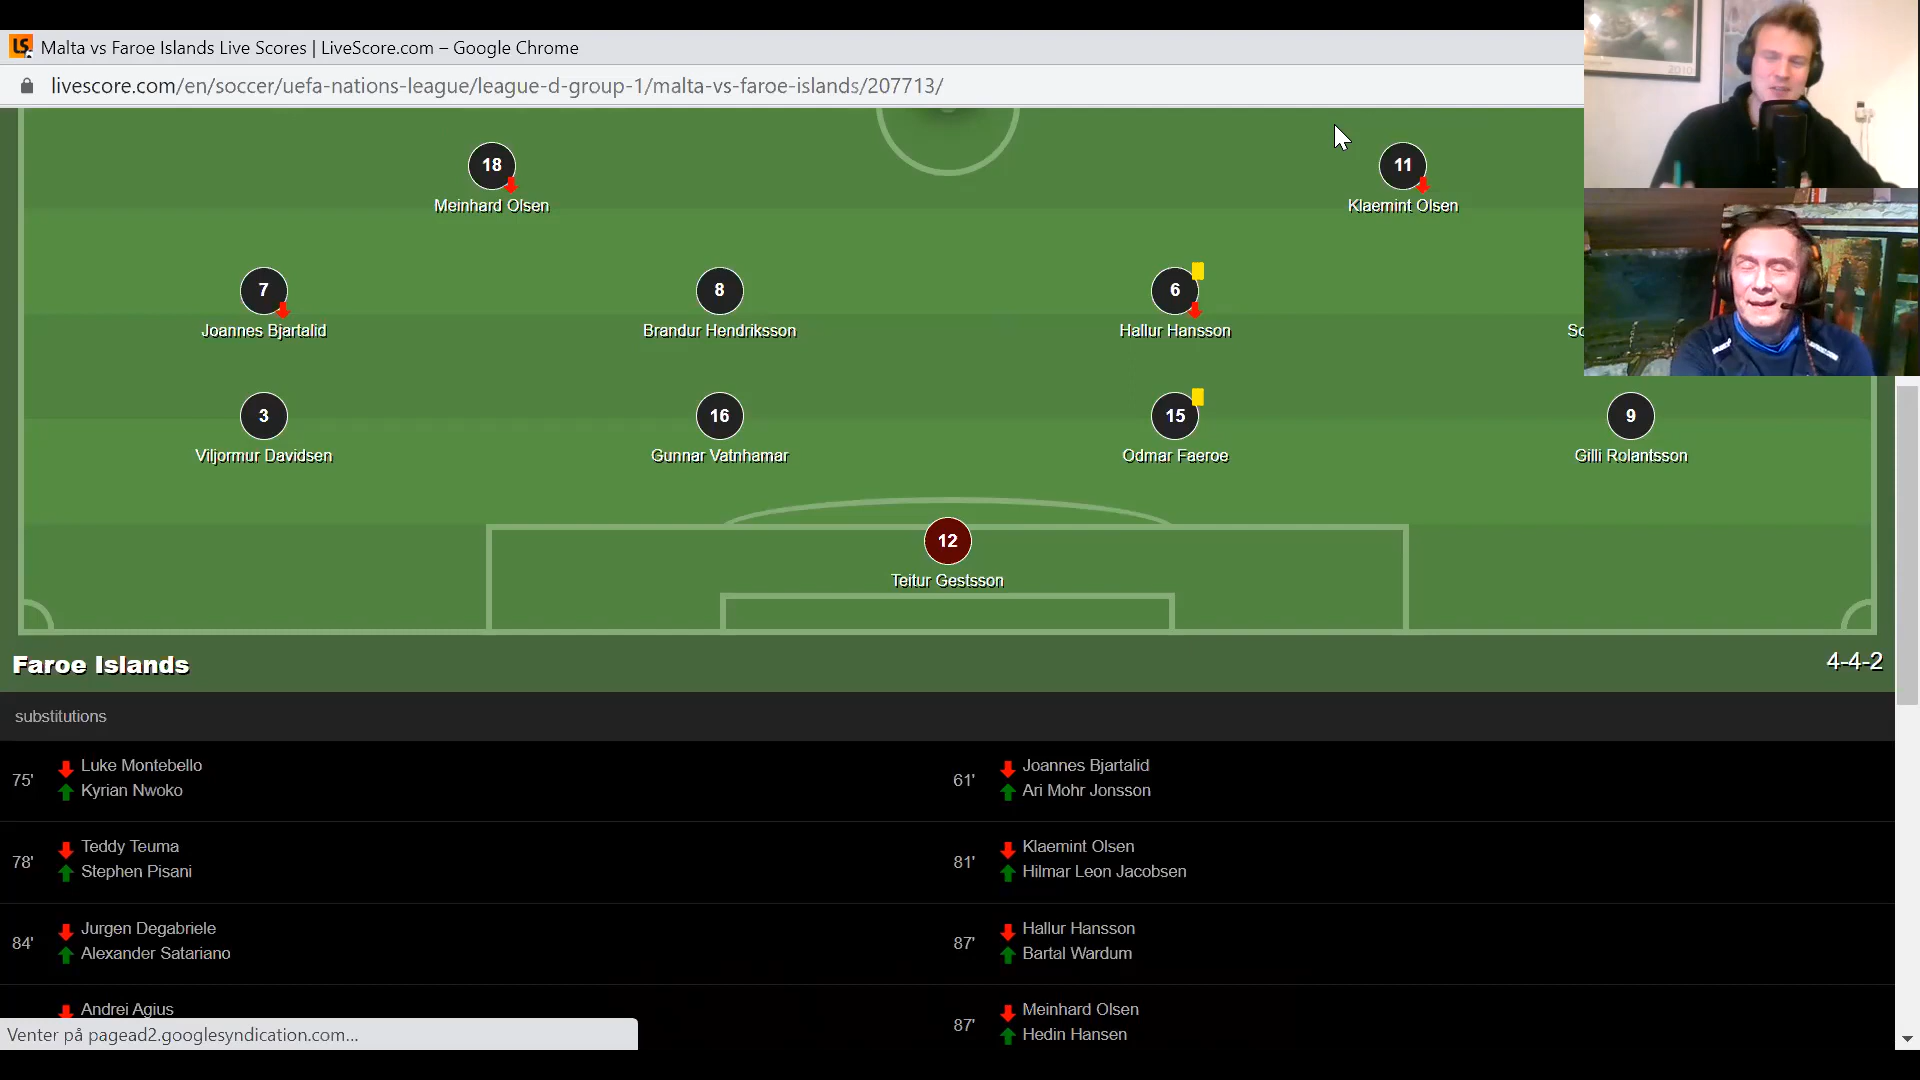 Malta vs Faroe Islands Live Scores | LiveScore.com – Google Chrome
livescore.com/en/soccer/uefa-nations-league/league-d-group-1/malta-vs-faroe-islands/207713/
2010
18 11
Meinhard Olsen Klaemint Olsen
7 8 6
Joannes Bjartalid Brandur Hendriksson Hallur Hansson
3 16 15 9
Viljormur Davidsen Gunnar Vatnhamar Odmar Faeroe Gilli Rolantsson
12
Teitur Gestsson
Faroe Islands 4-4-2
substitutions
75' Luke Montebello 61' Joannes Bjartalid
Kyrian Nwoko Ari Mohr Jonsson
78' Teddy Teuma 81' Klaemint Olsen
Stephen Pisani Hilmar Leon Jacobsen
84' Jurgen Degabriele 87' Hallur Hansson
Alexander Satariano Bartal Wardum
Andrei Agius 87' Meinhard Olsen
Hedin Hansen
Venter på pagead2.googlesyndication.com...